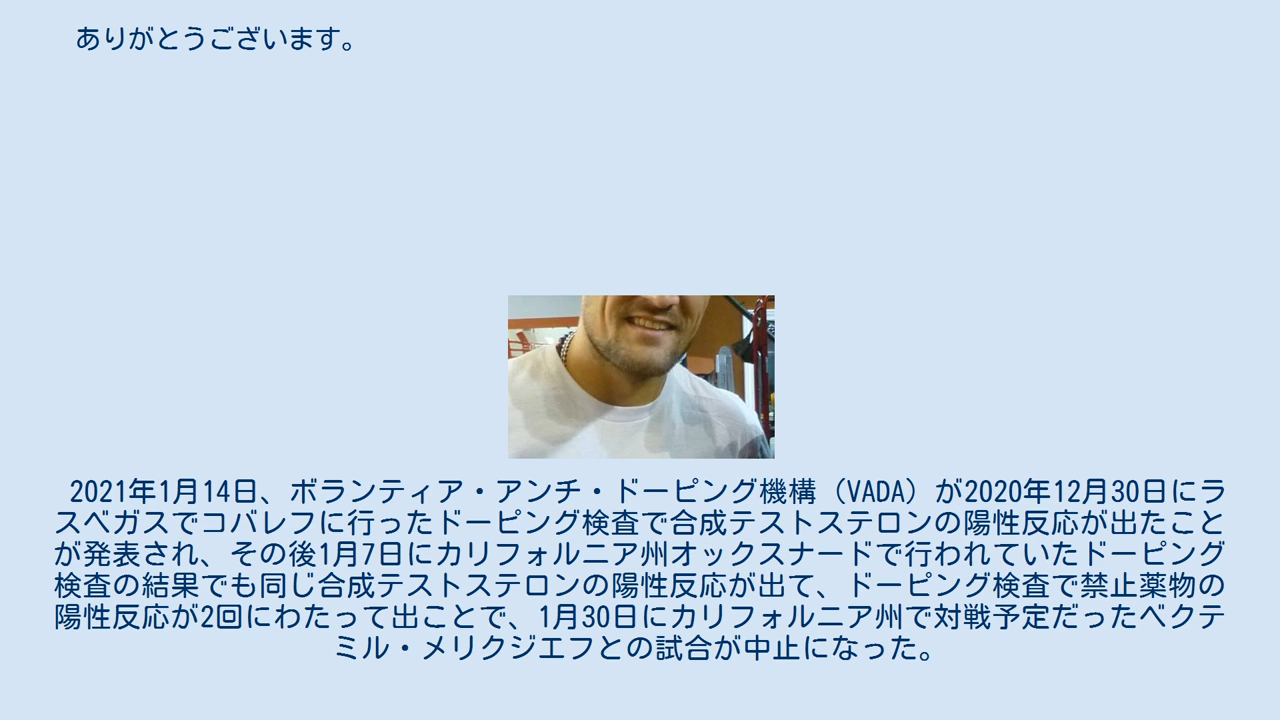 ありがとうございます。
2021年1月14日、ボランティア・アンチ・ドーピング機構（VADA）が2020年12月30日にラ
スベガスでコバレフに行ったドーピング検査で合成テストステロンの陽性反応が出たこと
が発表され、その後1月7日にカリフォルニア州オックスナードで行われていたドーピング
検査の結果でも同じ合成テストステロンの陽性反応が出て、ドーピング検査で禁止薬物の
陽性反応が2回にわたって出ことで、1月30日にカリフォルニア州で対戦予定だったベクテ
ミル・メリクジエフとの試合が中止になった。